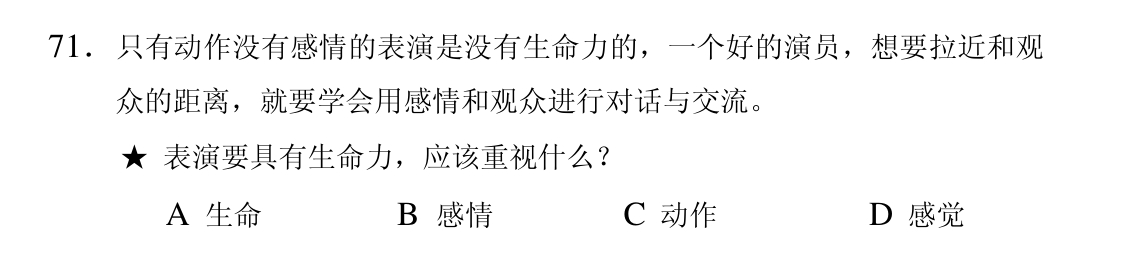 71. 只有动作没有感情的表演是没有生命力的，一个好的演员，想要拉近和观
众的距离，就要学会用感情和观众进行对话与交流。
★ 表演要具有生命力，应该重视什么？
A 生命 B 感情 C 动作 D 感觉